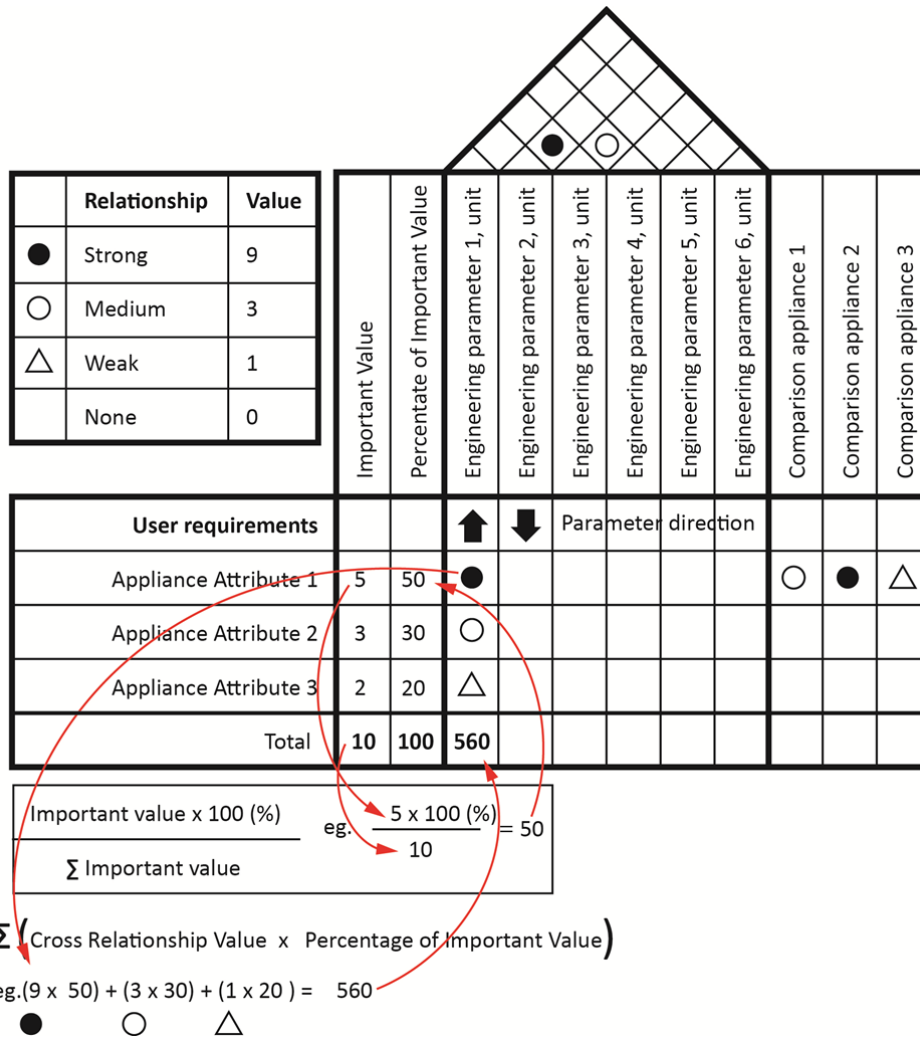 Relationship Value
● Strong 9
○ Medium 3
△ Weak 1
None 0
Important Value
Percentate of Important Value
Engineering parameter 1, unit
Engineering parameter 2, unit
Engineering parameter 3, unit
Engineering parameter 4, unit
Engineering parameter 5, unit
Engineering parameter 6, unit
Comparison appliance 1
Comparison appliance 2
Comparison appliance 3
User requirements Parameter direction
Appliance Attribute 1 5 50 ● ○ ● △
Appliance Attribute 2 3 30 ○
Appliance Attribute 3 2 20 △
Total 10 100 560
Important value x 100 (%)
∑ Important value
eg. 5 x 100 (%) = 50
10
Σ (Cross Relationship Value x Percentage of Important Value)
eg.(9 x 50) + (3 x 30) + (1 x 20 ) = 560
● ○ △